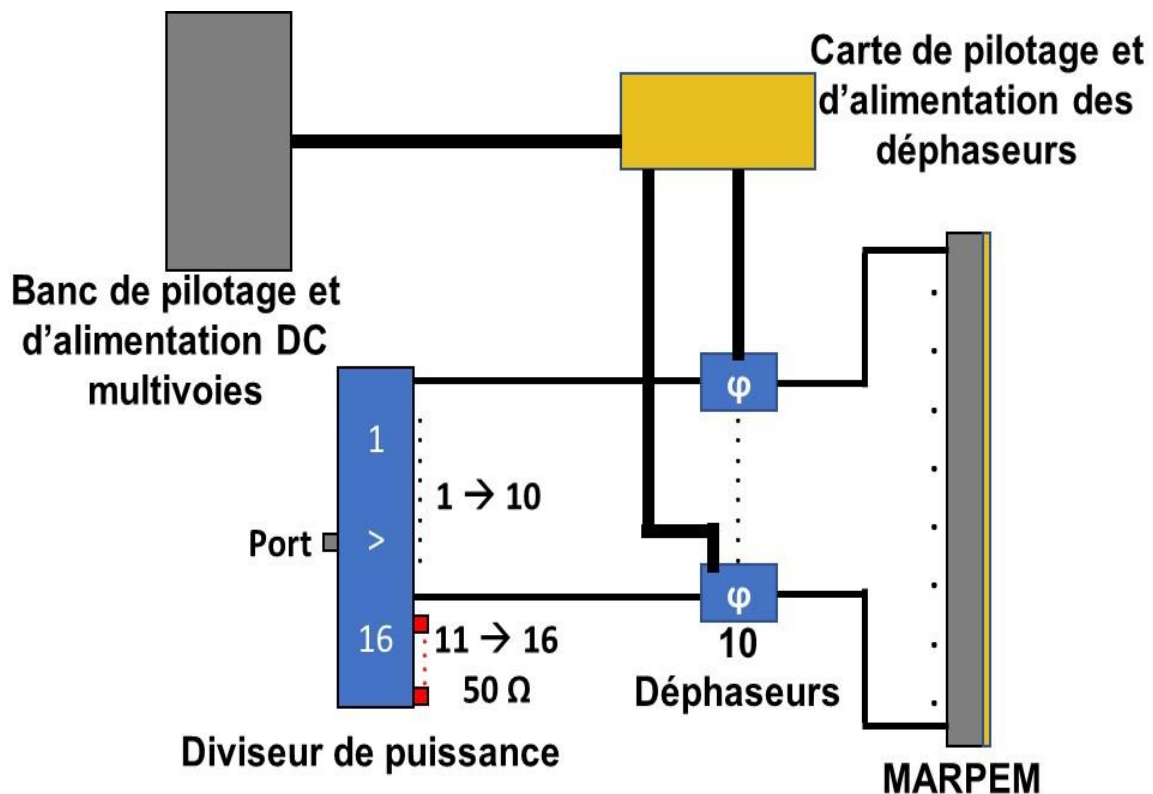 Carte de pilotage et
d’alimentation des
déphaseurs
Banc de pilotage et
d’alimentation DC
multivoies
φ
1
1 → 10
Port
>
φ
16
11 → 16
50 Ω
10
Déphaseurs
Diviseur de puissance
MARPEM